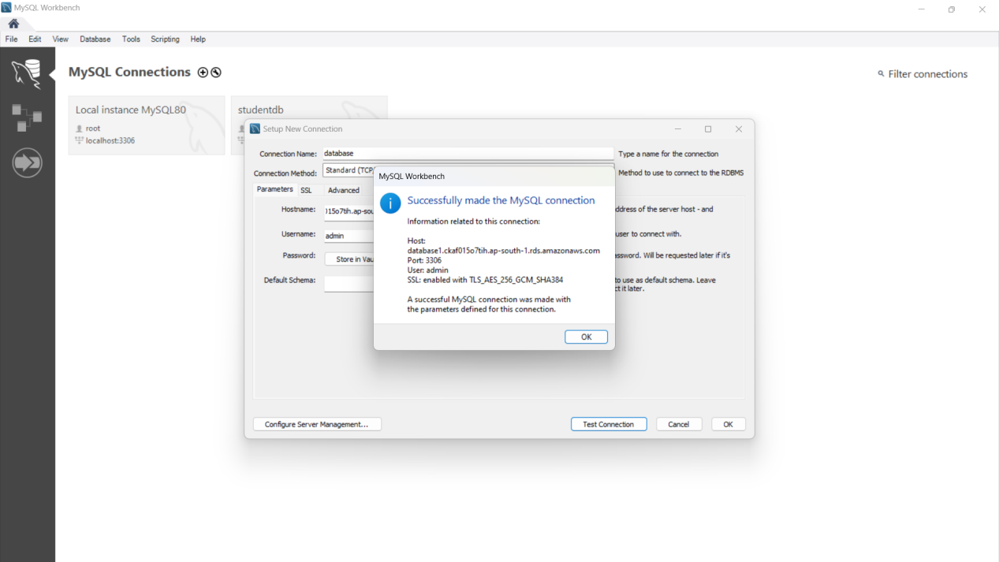 MySQL Workbench
File Edit View Database Tools Scripting Help
MySQL Connections
Filter connections
Local instance MySQL80
root
localhost:3306
studentdb
Setup New Connection
Connection Name: database Type a name for the connection
Connection Method: Standard (TCP Method to use to connect to the RDBMS
Parameters SSL Advanced
Hostname: )15o7tih.ap-sou ddress of the server host - and
Username: admin user to connect with.
Password: Store in Vau ssword. Will be requested later if it's
Default Schema: to use as default schema. Leave
t it later.
MySQL Workbench
Successfully made the MySQL connection
Information related to this connection:
Host:
database1.ckaf015o7tih.ap-south-1.rds.amazonaws.com
Port: 3306
User: admin
SSL: enabled with TLS_AES_256_GCM_SHA384
A successful MySQL connection was made with
the parameters defined for this connection.
OK
Configure Server Management... Test Connection Cancel OK